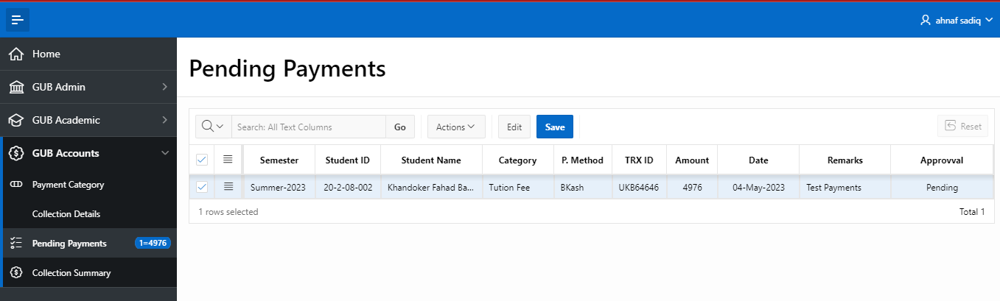 ahnaf sadiq
Home
GUB Admin
GUB Academic
GUB Accounts
Payment Category
Collection Details
Pending Payments 1=4976
Collection Summary
Pending Payments
Search: All Text Columns Go Actions Edit Save Reset
Semester Student ID Student Name Category P. Method TRX ID Amount Date Remarks Approvval
Summer-2023 20-2-08-002 Khandoker Fahad Ba... Tution Fee BKash UKB64646 4976 04-May-2023 Test Payments Pending
1 rows selected Total 1